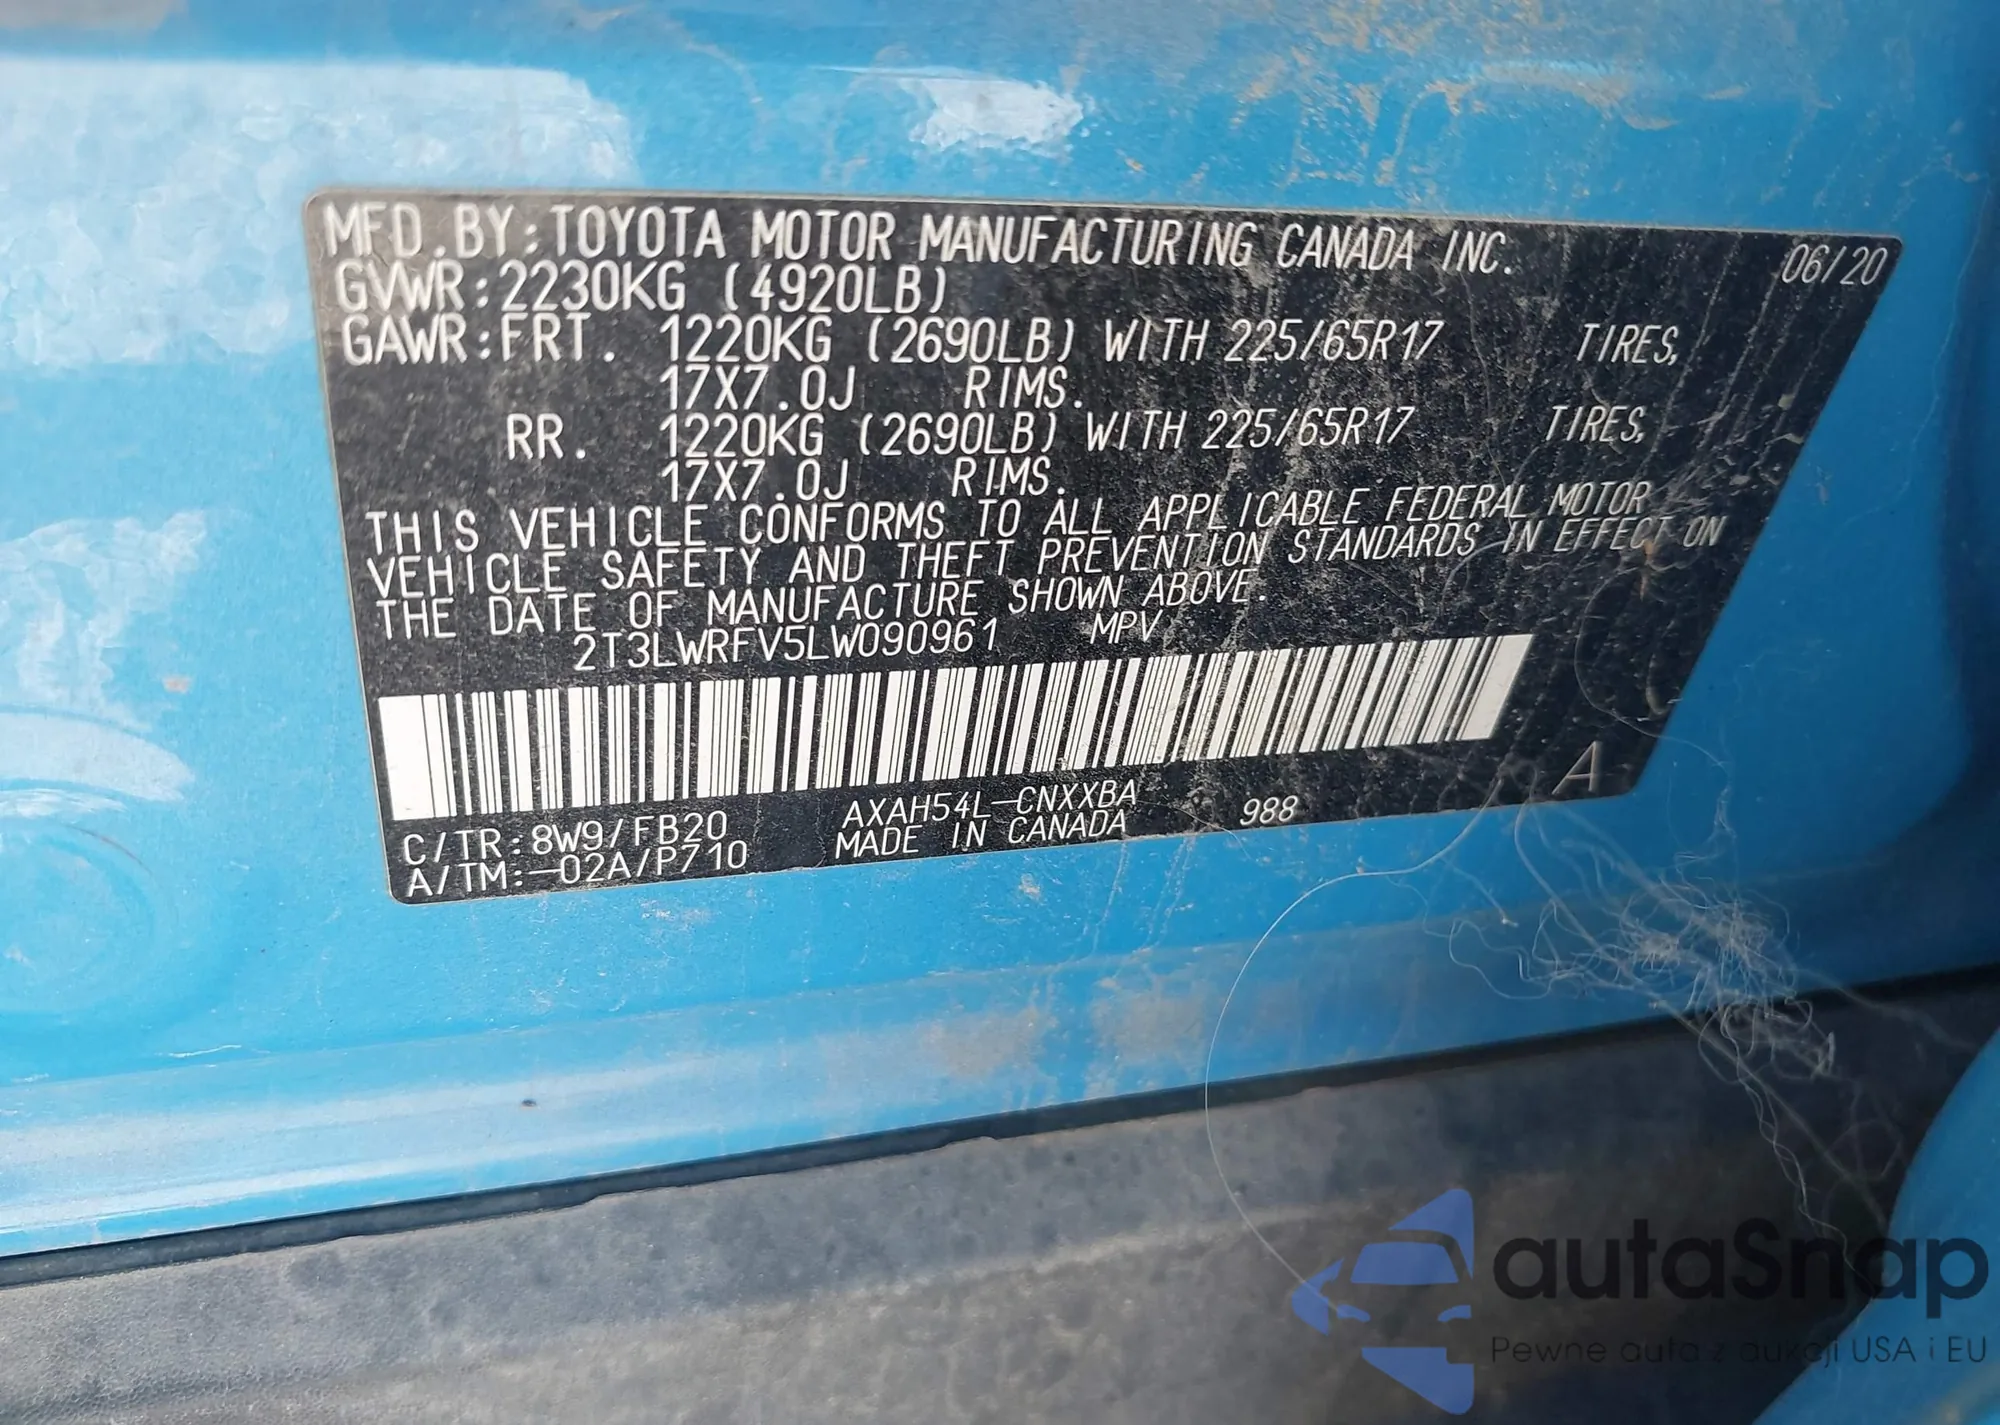 MFD.BY:TOYOTA MOTOR MANUFACTURING CANADA INC. 06/20
GVWR:2230KG (4920LB)
GAWR:FRT. 1220KG (2690LB) WITH 225/65R17 TIRES,
17X7.0J RIMS.
RR. 1220KG (2690LB) WITH 225/65R17 TIRES,
17X7.0J RIMS.
THIS VEHICLE CONFORMS TO ALL APPLICABLE FEDERAL MOTOR
VEHICLE SAFETY AND THEFT PREVENTION STANDARDS IN EFFECT ON
THE DATE OF MANUFACTURE SHOWN ABOVE.
2T3LWRFV5LW090961 MPV
A
C/TR:8W9/FB20 AXAH54L-CNXXBA 988
A/TM:-02A/P710 MADE IN CANADA
autaSnap
Pewne auta z aukcji USA i EU